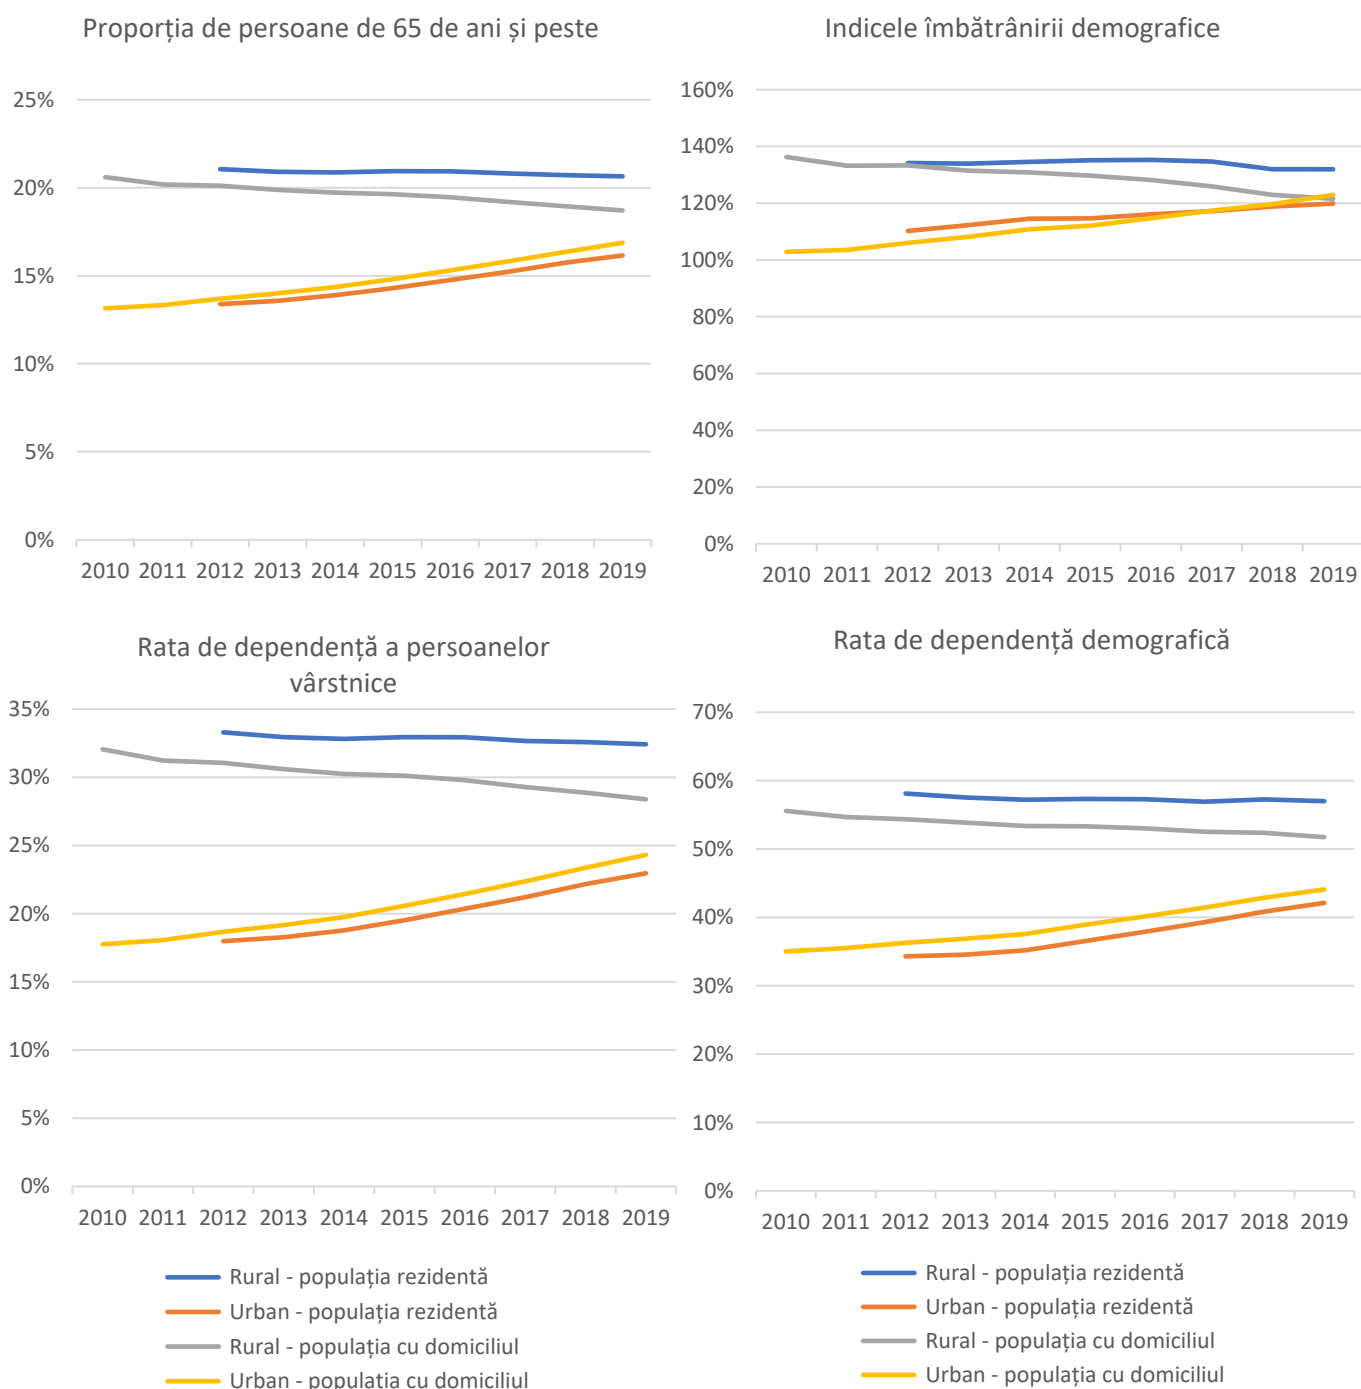 Proporția de persoane de 65 de ani și peste
25%
20%
15%
10%
5%
0%
2010 2011 2012 2013 2014 2015 2016 2017 2018 2019
Indicele îmbătrânirii demografice
160%
140%
120%
100%
80%
60%
40%
20%
0%
2010 2011 2012 2013 2014 2015 2016 2017 2018 2019
Rata de dependență a persoanelor
vârstnice
35%
30%
25%
20%
15%
10%
5%
0%
2010 2011 2012 2013 2014 2015 2016 2017 2018 2019
Rural - populația rezidentă
Urban - populația rezidentă
Rural - populația cu domiciliul
Urban - populația cu domiciliul
Rata de dependență demografică
70%
60%
50%
40%
30%
20%
10%
0%
2010 2011 2012 2013 2014 2015 2016 2017 2018 2019
Rural - populația rezidentă
Urban - populația rezidentă
Rural - populația cu domiciliul
Urban - populația cu domiciliul